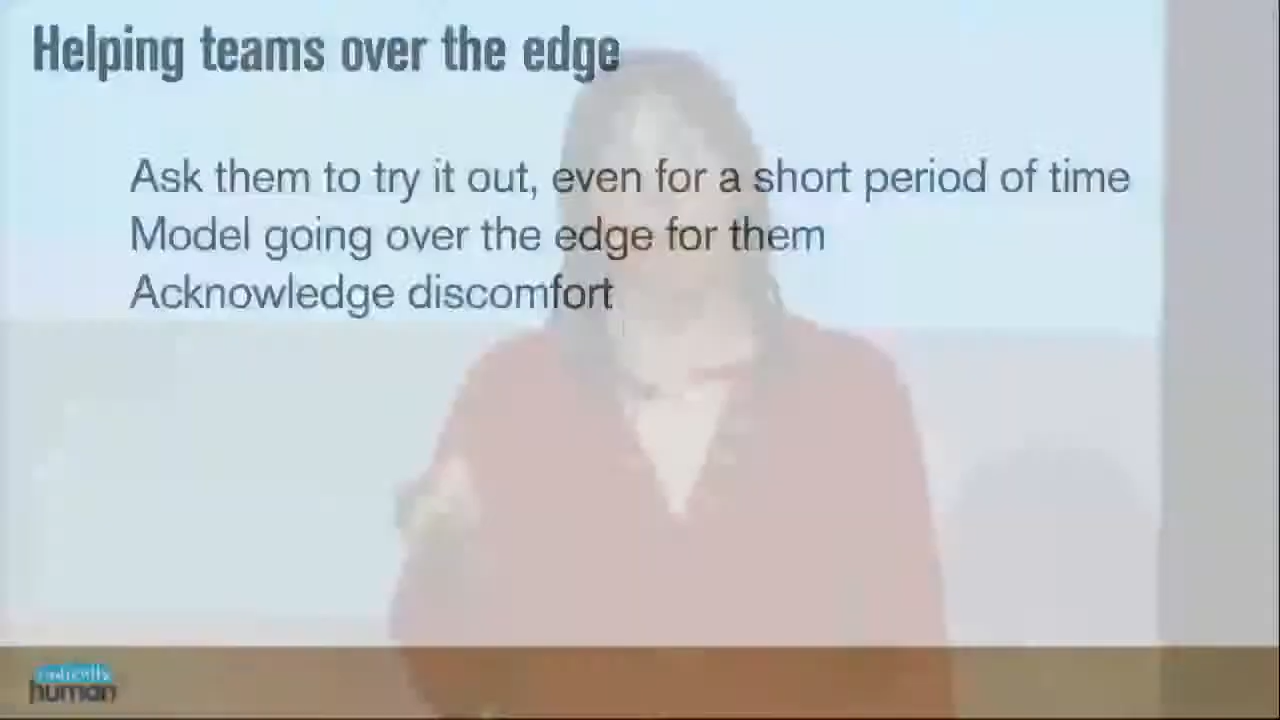 Helping teams over the edge
Ask them to try it out, even for a short period of time
Model going over the edge for them
Acknowledge discomfort
human